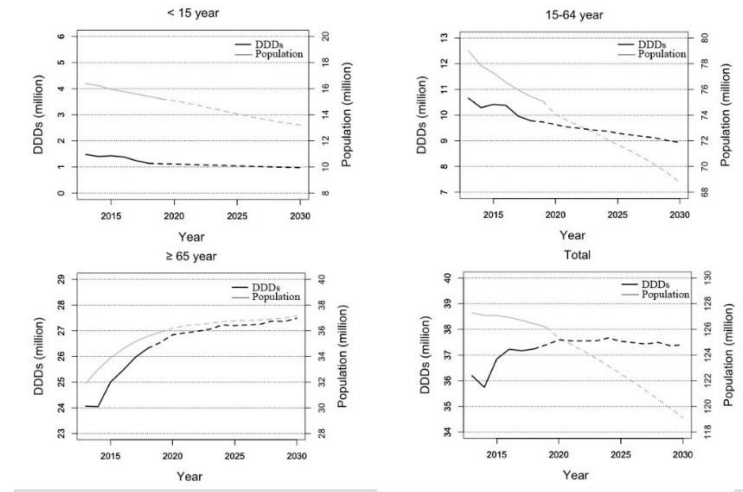 < 15 year
DDDs
Population
DDDs (million)
0 1 2 3 4 5 6
Population (million)
8 10 12 14 16 18 20
2015 2020 2025 2030
Year
15-64 year
DDDs
Population
DDDs (million)
7 8 9 10 11 12 13
Population (million)
68 70 72 74 76 78 80
2015 2020 2025 2030
Year
≥ 65 year
DDDs
Population
DDDs (million)
23 24 25 26 27 28 29
Population (million)
28 30 32 34 36 38 40
2015 2020 2025 2030
Year
Total
DDDs
Population
DDDs (million)
34 35 36 37 38 39 40
Population (million)
118 120 122 124 126 128 130
2015 2020 2025 2030
Year